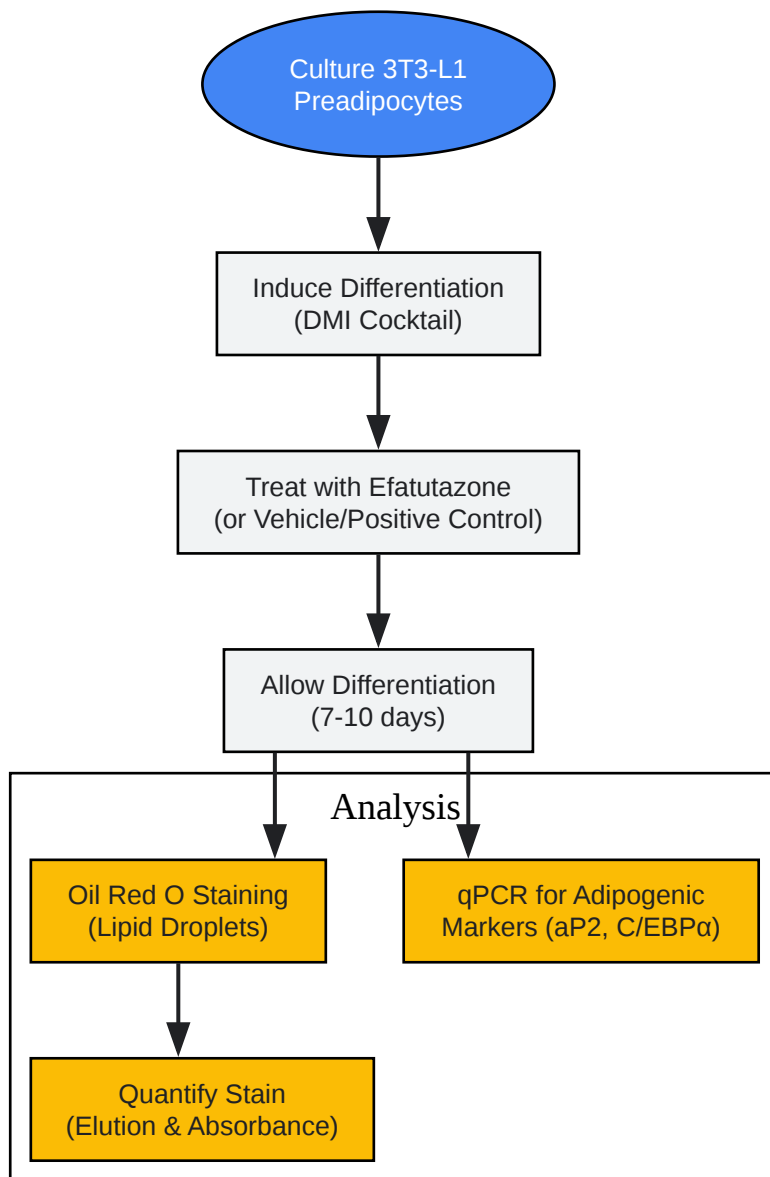 Culture 3T3-L1
Preadipocytes
Induce Differentiation
(DMI Cocktail)
Treat with Efatutazone
(or Vehicle/Positive Control)
Allow Differentiation
(7-10 days)
Analysis
Oil Red O Staining
(Lipid Droplets)
qPCR for Adipogenic
Markers (aP2, C/EBPα)
Quantify Stain
(Elution & Absorbance)